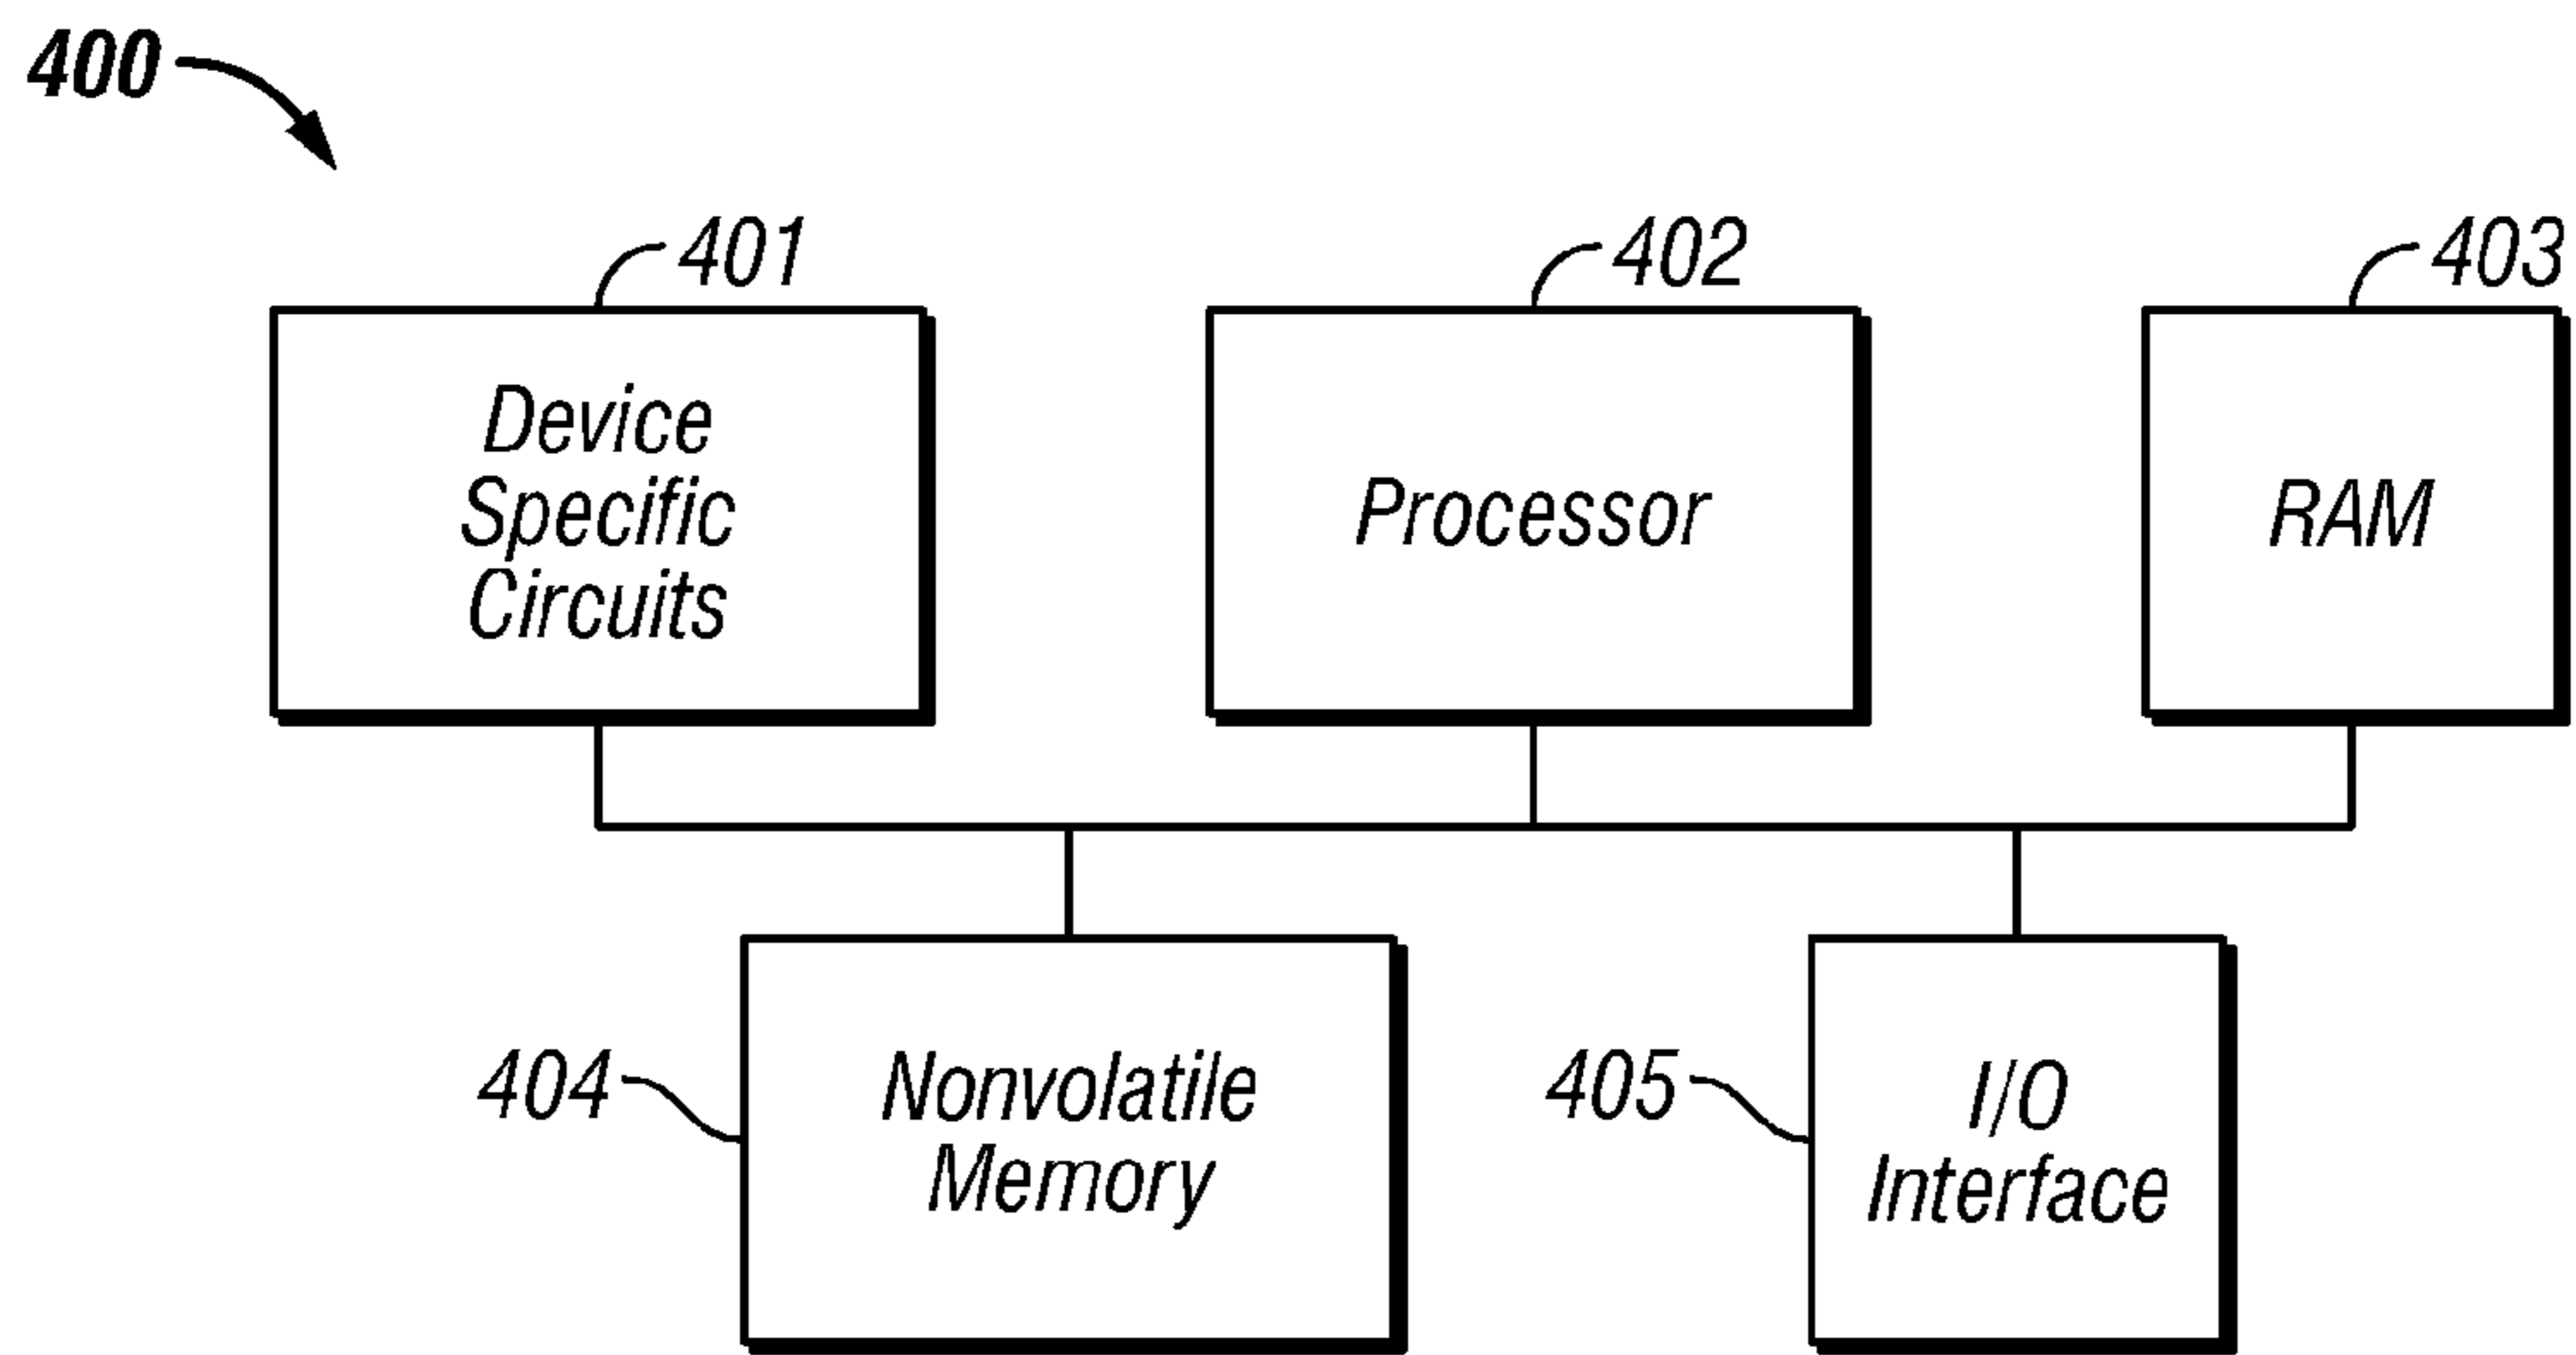 400
401
402
403
Device
Specific
Circuits
Processor
RAM
404
Nonvolatile
Memory
405
I/O
Interface